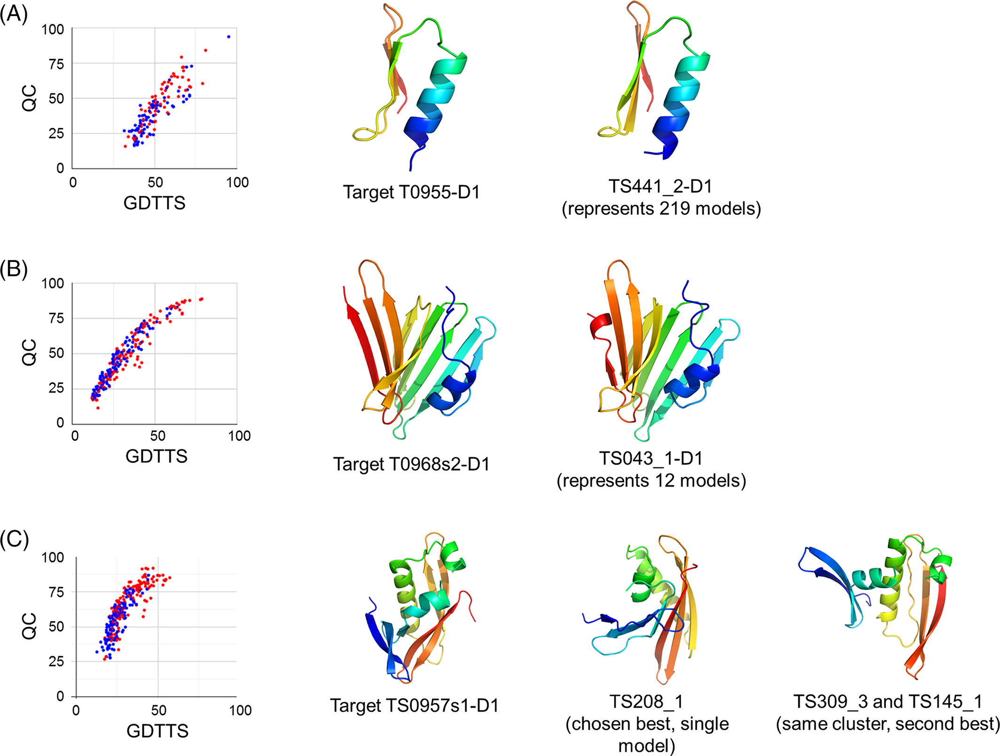 (A)
100
75
50
25
0
QC
0 50 100
GDTTS
Target T0955-D1
TS441_2-D1
(represents 219 models)
(B)
100
75
50
25
0
QC
0 50 100
GDTTS
Target T0968s2-D1
TS043_1-D1
(represents 12 models)
(C)
100
75
50
25
0
QC
0 50 100
GDTTS
Target TS0957s1-D1
TS208_1
(chosen best, single
model)
TS309_3 and TS145_1
(same cluster, second best)